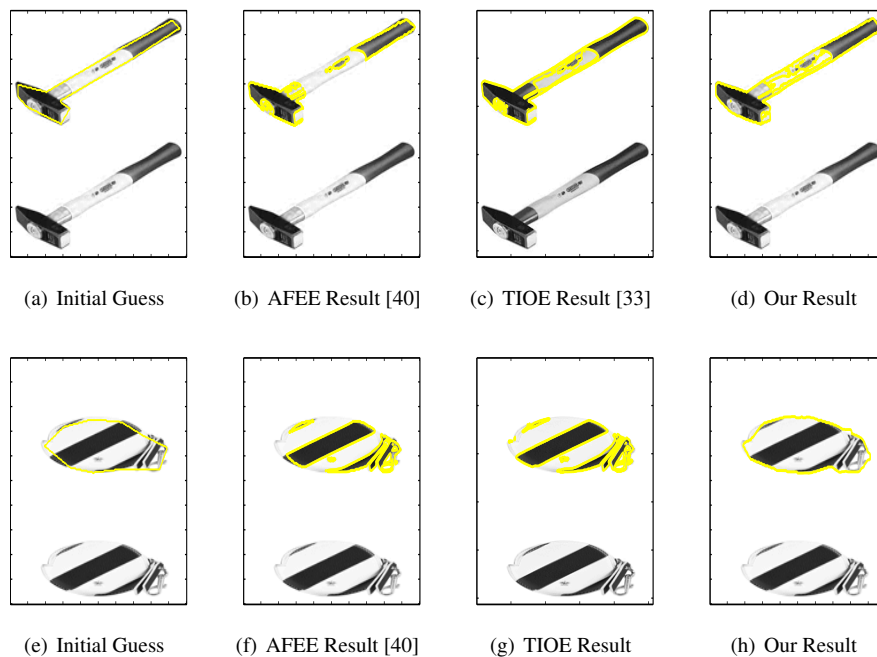 (a) Initial Guess
(b) AFEE Result [40]
(c) TIOE Result [33]
(d) Our Result
(e) Initial Guess
(f) AFEE Result [40]
(g) TIOE Result
(h) Our Result